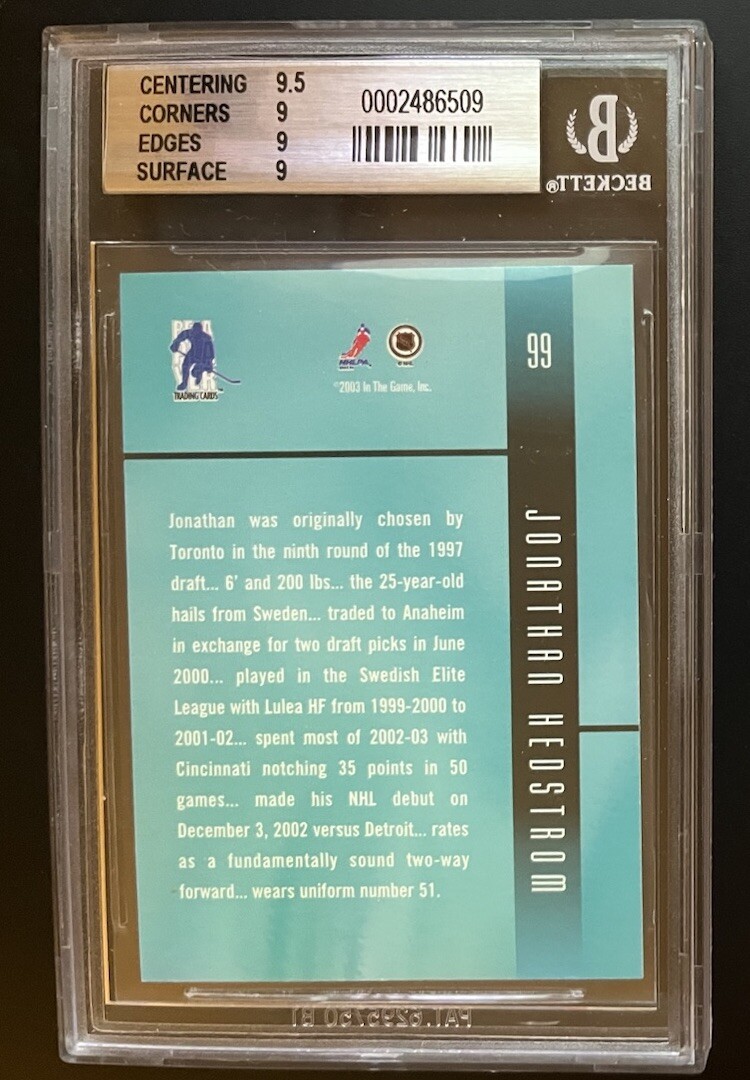 CENTERING 9.5
CORNERS 9
EDGES 9
SURFACE 9
0002486509
B
BECKETT®
TRADING CARDS
NHLPA
©2003 In The Game, Inc.
99
JONATHAN HEDSTROM
Jonathan was originally chosen by
Toronto in the ninth round of the 1997
draft... 6' and 200 lbs... the 25-year-old
hails from Sweden... traded to Anaheim
in exchange for two draft picks in June
2000... played in the Swedish Elite
League with Lulea HF from 1999-2000 to
2001-02... spent most of 2002-03 with
Cincinnati notching 35 points in 50
games... made his NHL debut on
December 3, 2002 versus Detroit... rates
as a fundamentally sound two-way
forward... wears uniform number 51.
PAT.6295750 B1